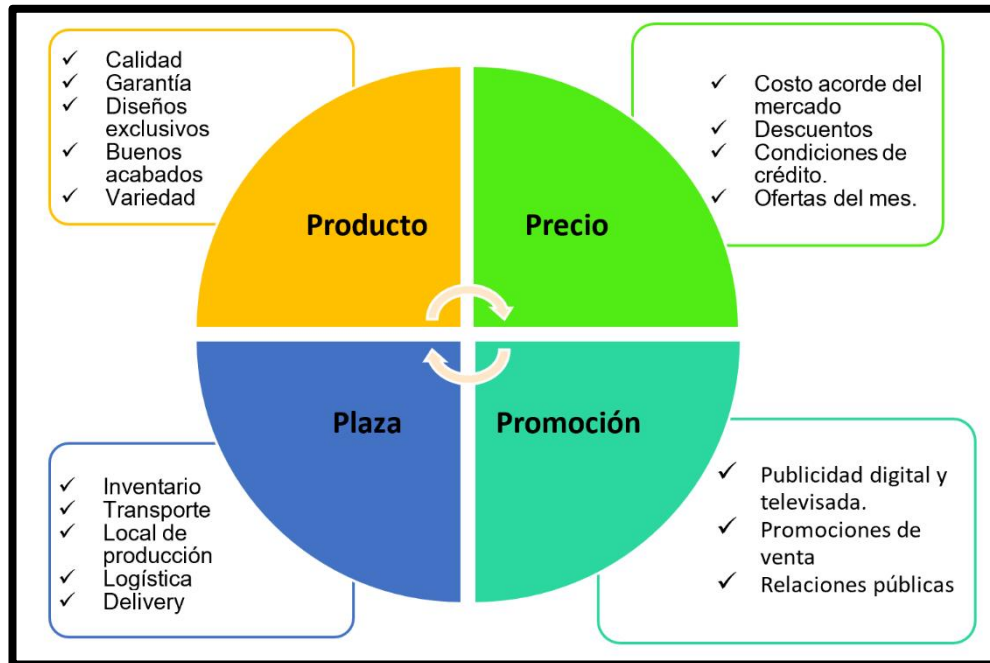 ✓ Calidad
✓ Garantía
✓ Diseños
exclusivos
✓ Buenos
acabados
✓ Variedad
Producto
Precio
✓ Costo acorde del
mercado
✓ Descuentos
✓ Condiciones de
crédito.
✓ Ofertas del mes.
Plaza
Promoción
✓ Inventario
✓ Transporte
✓ Local de
producción
✓ Logística
✓ Delivery
✓ Publicidad digital y
televisada.
✓ Promociones de
venta
✓ Relaciones públicas